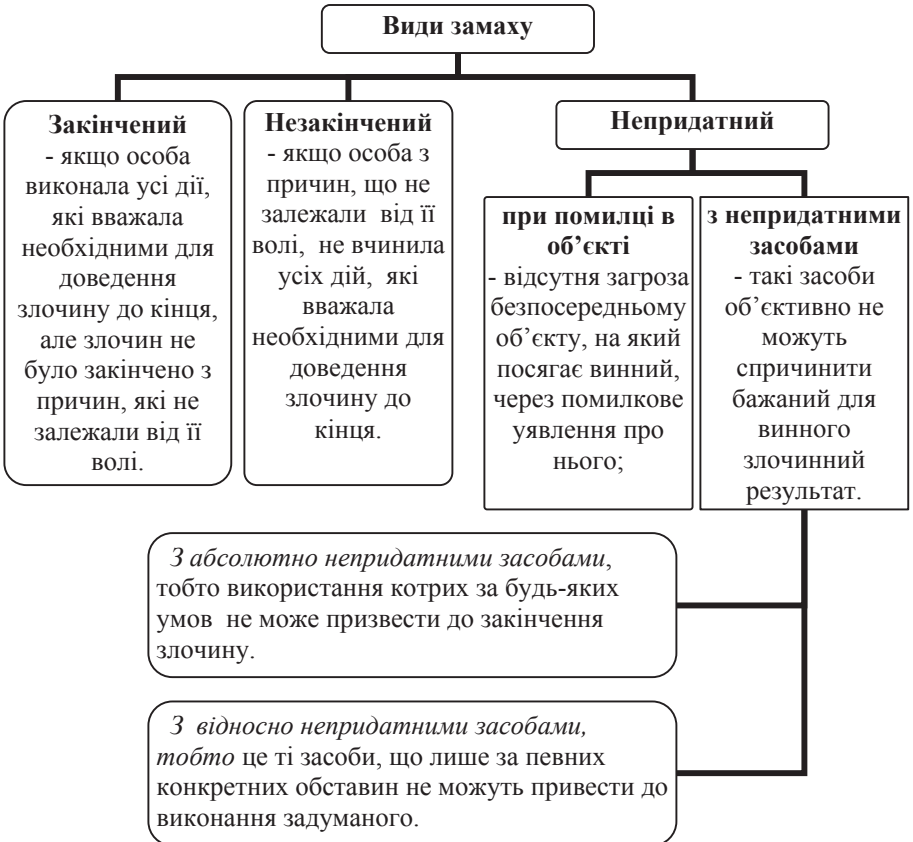 Види замаху
Закінчений
- якщо особа
виконала усі дії,
які вважала
необхідними для
доведення
злочину до кінця,
але злочин не
було закінчено з
причин, які не
залежали від її
волі.
Незакінчений
- якщо особа з
причин, що не
залежали від її
волі, не вчинила
усіх дій, які
вважала
необхідними для
доведення
злочину до
кінця.
Непридатний
при помилці в
об’єкті
- відсутня загроза
безпосередньому
об’єкту, на який
посягає винний,
через помилкове
уявлення про
нього;
з непридатними
засобами
- такі засоби
об’єктивно не
можуть
спричинити
бажаний для
винного
злочинний
результат.
З абсолютно непридатними засобами,
тобто використання котрих за будь-яких
умов не може призвести до закінчення
злочину.
З відносно непридатними засобами,
тобто це ті засоби, що лише за певних
конкретних обставин не можуть привести до
виконання задуманого.